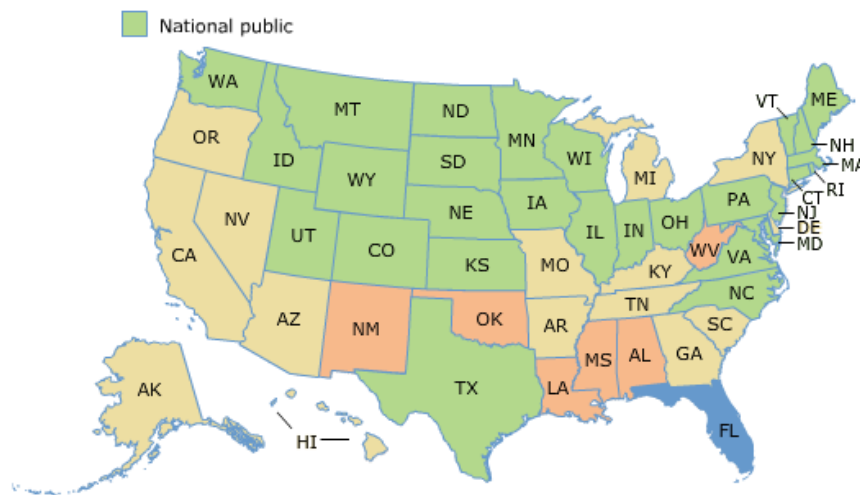 National public
WA
MT
ND
MN
ME
VT
OR
ID
SD
WI
NY
NH
MA
WY
MI
RI
CT
PA
NV
NE
IA
NJ
UT
CO
IL
IN
OH
DE
WV
MD
CA
KS
MO
KY
VA
NC
TN
AZ
NM
OK
AR
SC
MS
AL
GA
AK
TX
LA
FL
HI